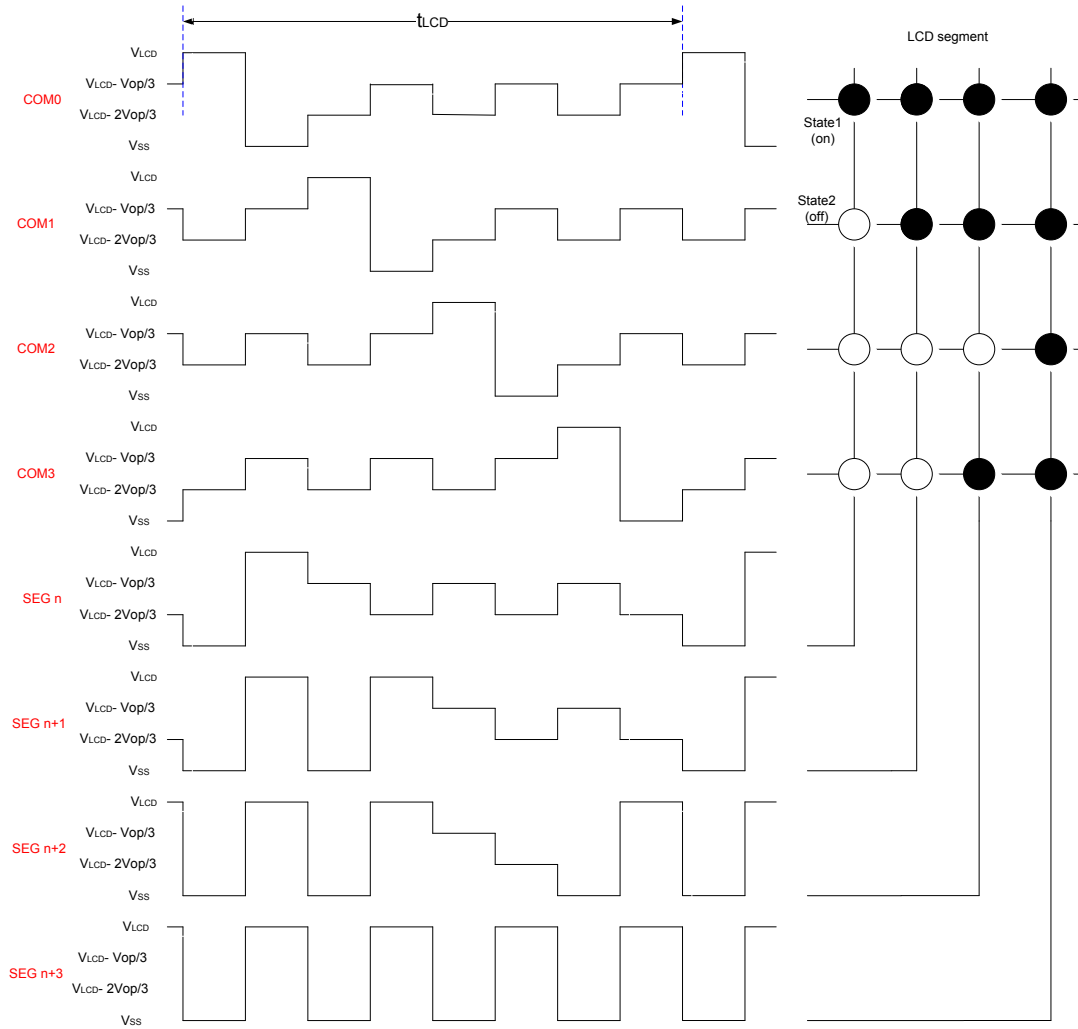 tLCD
LCD segment
COM0
VLCD
VLCD- Vop/3
VLCD- 2Vop/3
VSS
State1
(on)
COM1
VLCD
VLCD- Vop/3
VLCD- 2Vop/3
VSS
State2
(off)
COM2
VLCD
VLCD- Vop/3
VLCD- 2Vop/3
VSS
COM3
VLCD
VLCD- Vop/3
VLCD- 2Vop/3
VSS
SEG n
VLCD
VLCD- Vop/3
VLCD- 2Vop/3
VSS
SEG n+1
VLCD
VLCD- Vop/3
VLCD- 2Vop/3
VSS
SEG n+2
VLCD
VLCD- Vop/3
VLCD- 2Vop/3
VSS
SEG n+3
VLCD
VLCD- Vop/3
VLCD- 2Vop/3
VSS